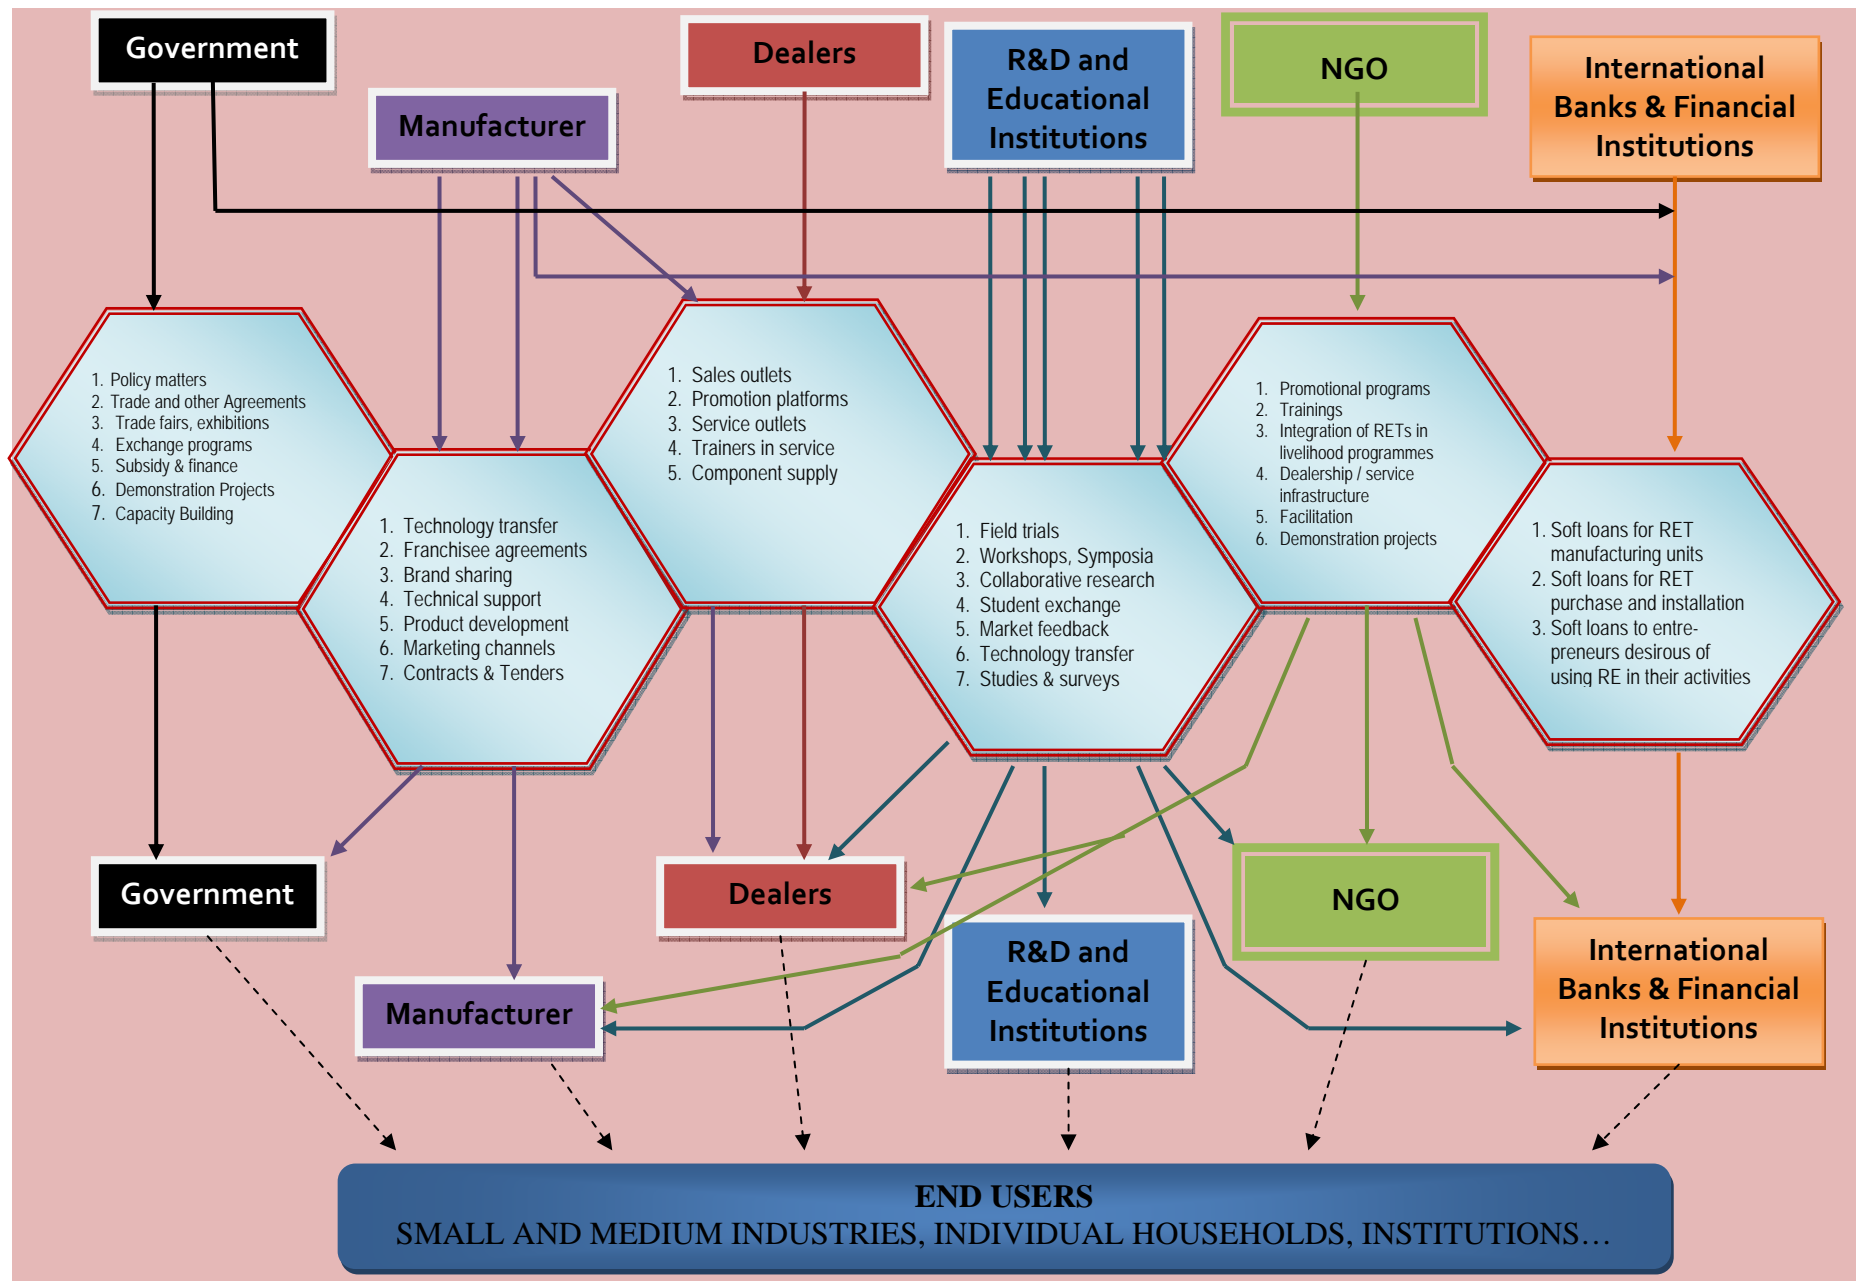 Government
Manufacturer
Dealers
R&D and
Educational
Institutions
NGO
International
Banks & Financial
Institutions
1. Policy matters
2. Trade and other Agreements
3. Trade fairs, exhibitions
4. Exchange programs
5. Subsidy & finance
6. Demonstration Projects
7. Capacity Building
1. Technology transfer
2. Franchisee agreements
3. Brand sharing
4. Technical support
5. Product development
6. Marketing channels
7. Contracts & Tenders
1. Sales outlets
2. Promotion platforms
3. Service outlets
4. Trainers in service
5. Component supply
1. Field trials
2. Workshops, Symposia
3. Collaborative research
4. Student exchange
5. Market feedback
6. Technology transfer
7. Studies & surveys
1. Promotional programs
2. Trainings
3. Integration of RETs in
livelihood programmes
4. Dealership / service
infrastructure
5. Facilitation
6. Demonstration projects
1. Soft loans for RET
manufacturing units
2. Soft loans for RET
purchase and installation
3. Soft loans to entre-
preneurs desirous of
using RE in their activities
Government
Manufacturer
Dealers
R&D and
Educational
Institutions
NGO
International
Banks & Financial
Institutions
END USERS
SMALL AND MEDIUM INDUSTRIES, INDIVIDUAL HOUSEHOLDS, INSTITUTIONS…